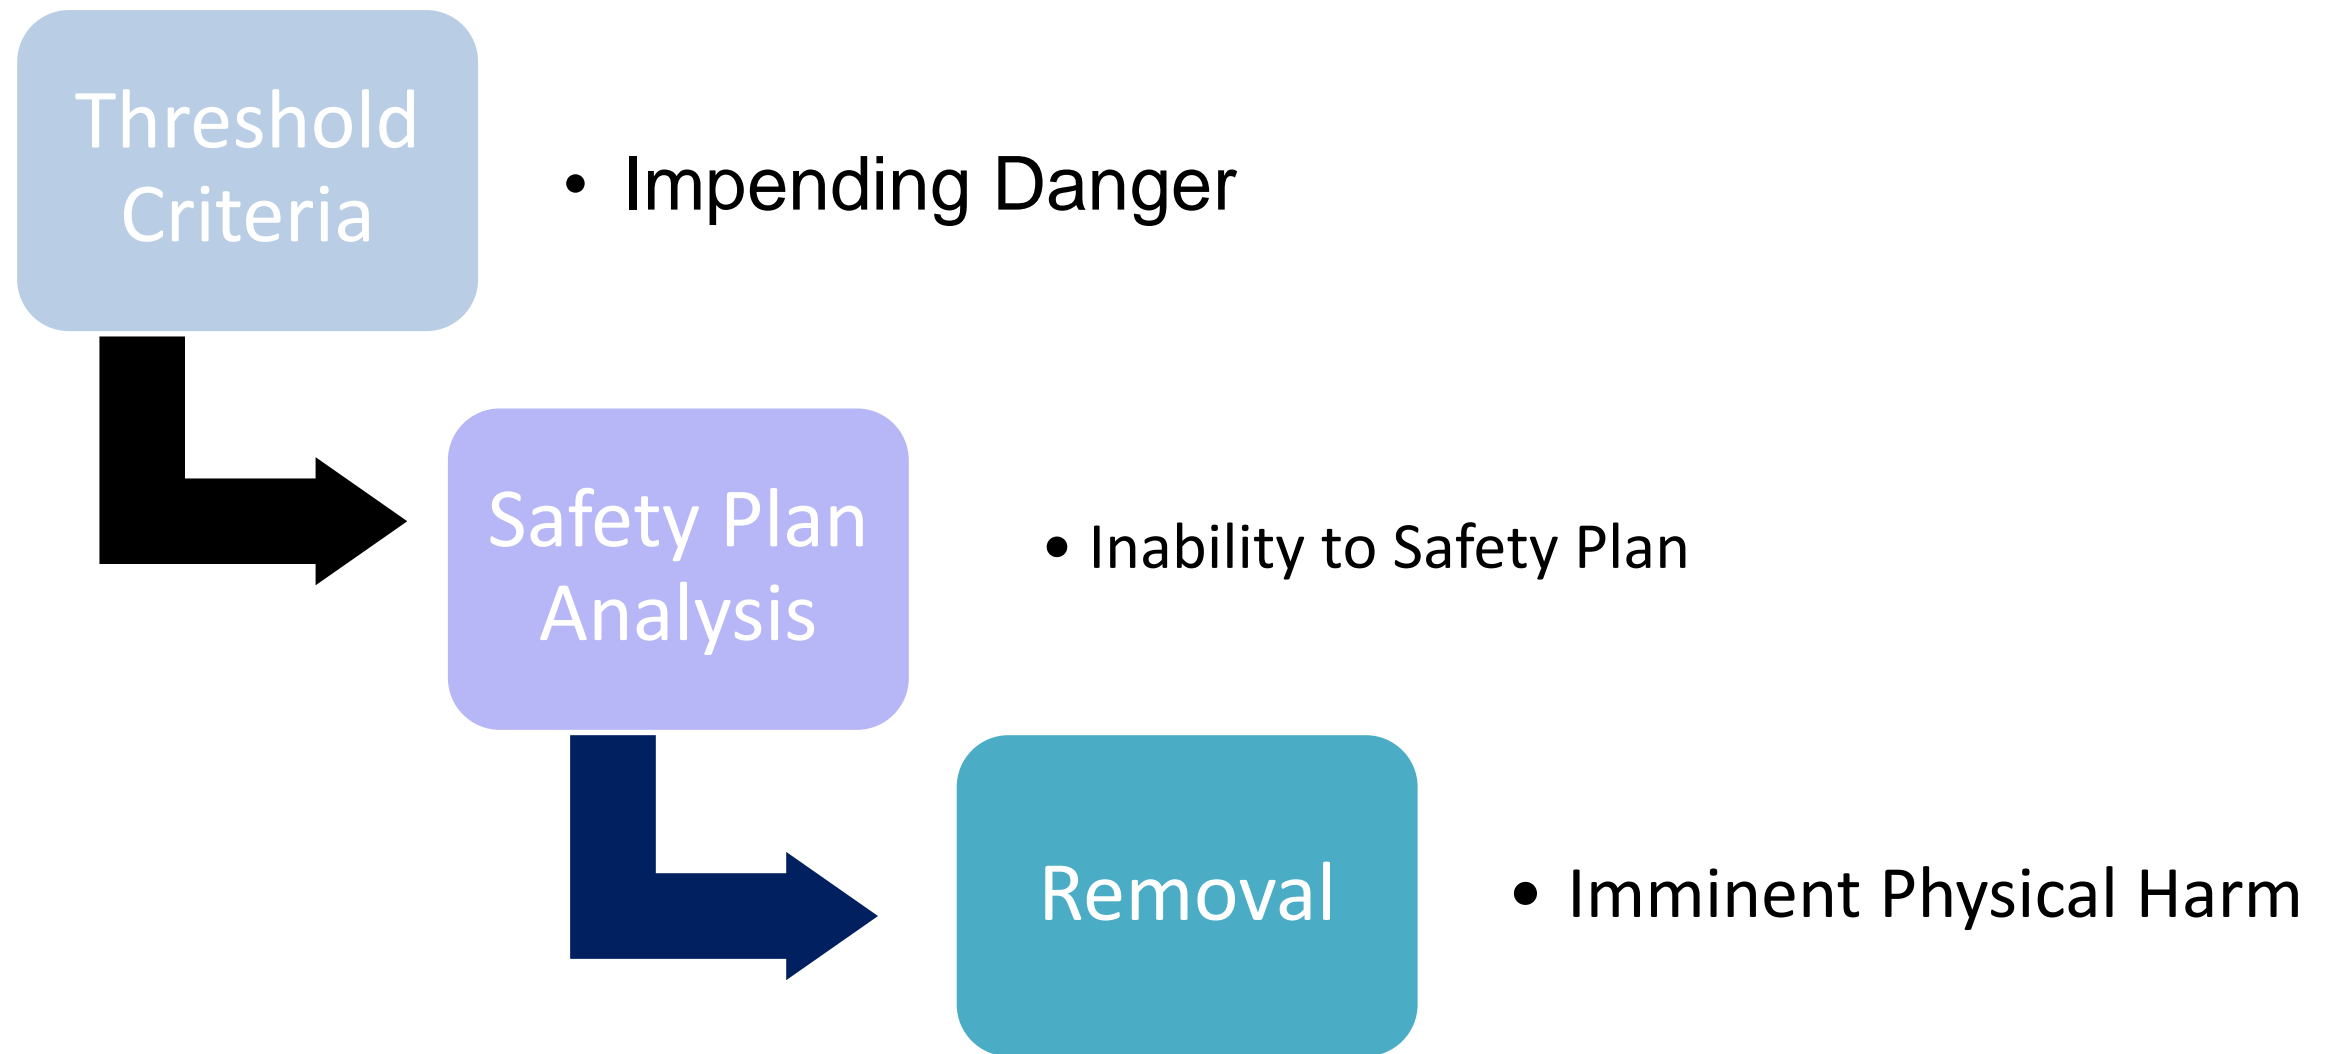 Threshold
Criteria
• Impending Danger
Safety Plan
Analysis
• Inability to Safety Plan
Removal
• Imminent Physical Harm